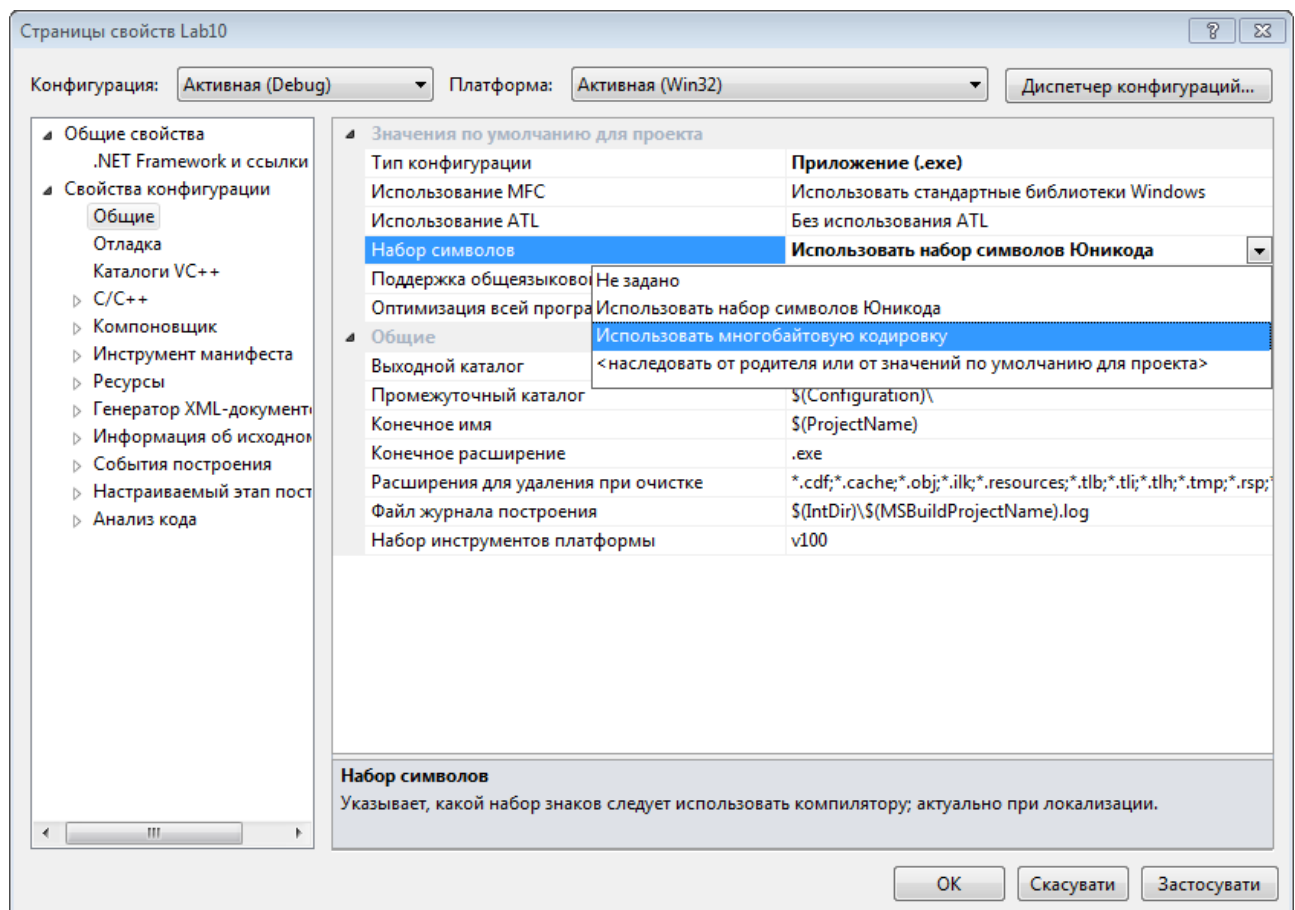 Страницы свойств Lab10
Конфигурация: Активная (Debug) Платформа: Активная (Win32) Диспетчер конфигураций...
Общие свойства
.NET Framework и ссылки
Свойства конфигурации
Общие
Отладка
Каталоги VC++
C/C++
Компоновщик
Инструмент манифеста
Ресурсы
Генератор XML-документ
Информация об исходном
События построения
Настраиваемый этап пост
Анализ кода
Значения по умолчанию для проекта
Тип конфигурации Приложение (.exe)
Использование MFC Использовать стандартные библиотеки Windows
Использование ATL Без использования ATL
Набор символов Использовать набор символов Юникода
Поддержка общеязыковой
Оптимизация всей програ
Не задано
Использовать набор символов Юникода
Использовать многобайтовую кодировку
<наследовать от родителя или от значений по умолчанию для проекта>
Общие
Выходной каталог
Промежуточный каталог $(Configuration)\
Конечное имя $(ProjectName)
Конечное расширение .exe
Расширения для удаления при очистке *.cdf;*.cache;*.obj;*.ilk;*.resources;*.tlb;*.tli;*.tlh;*.tmp;*.rsp;*
Файл журнала построения $(IntDir)\$(MSBuildProjectName).log
Набор инструментов платформы v100
Набор символов
Указывает, какой набор знаков следует использовать компилятору; актуально при локализации.
OK Скасувати Застосувати